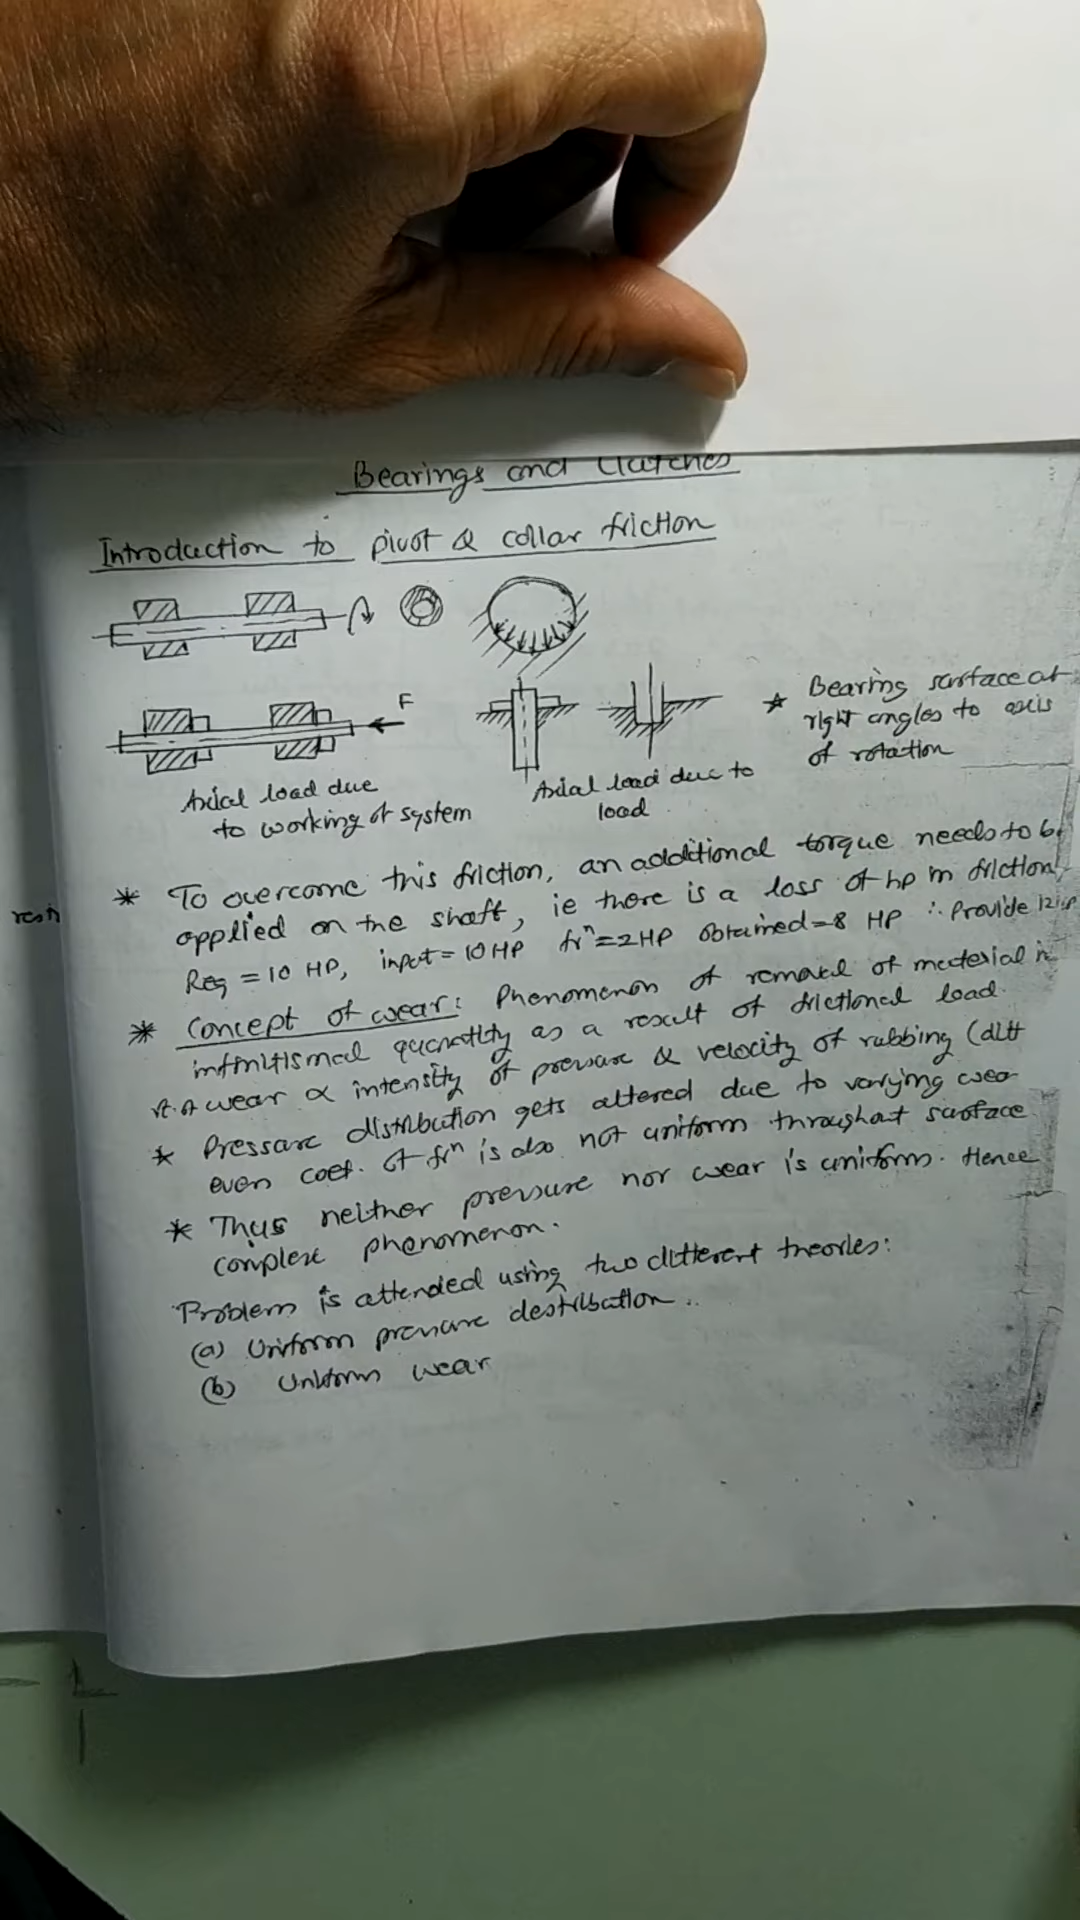 Bearings and Clutches
Introduction to pivot & collar friction
F
Axial load due
to working of system
Axial load due to
load
* Bearing surface at
right angles to axis
of rotation
* To overcome this friction, an additional torque needs to be
applied on the shaft, ie there is a loss of hp in friction
Req = 10 HP, input = 10 HP frⁿ = 2 HP obtained = 8 HP ∴ Provide 12 HP
* Concept of wear: Phenomenon of removal of material in
infinitismal quantity as a result of frictional load.
rt. of wear ∝ intensity of pressure & velocity of rubbing (diff
* Pressure distribution gets altered due to varying wear
even coef. of frⁿ is also not uniform throughout surface
* Thus neither pressure nor wear is uniform. Hence
complex phenomenon.
Problem is attended using two different theories:
(a) Uniform pressure destribution.
(b) Uniform wear